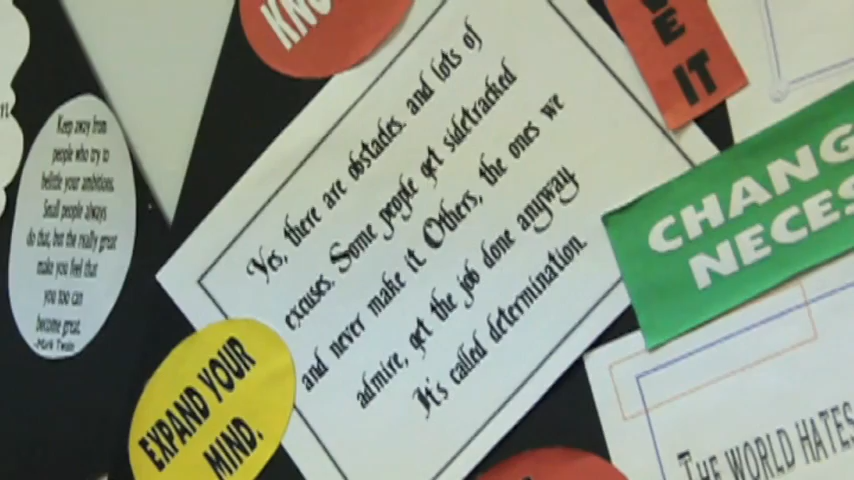 Keep away from
people who try to
belittle your ambitions.
Small people always
do that, but the really great
make you feel that
you too can
become great.
-Mark Twain
EXPAND YOUR
MIND.
Yes, there are obstacles. and lots of
excuses. Some people get sidetracked
and never make it Others, the ones we
admire, get the job done anyway.
It's called determination.
IT
NECES
THE WORLD HATES